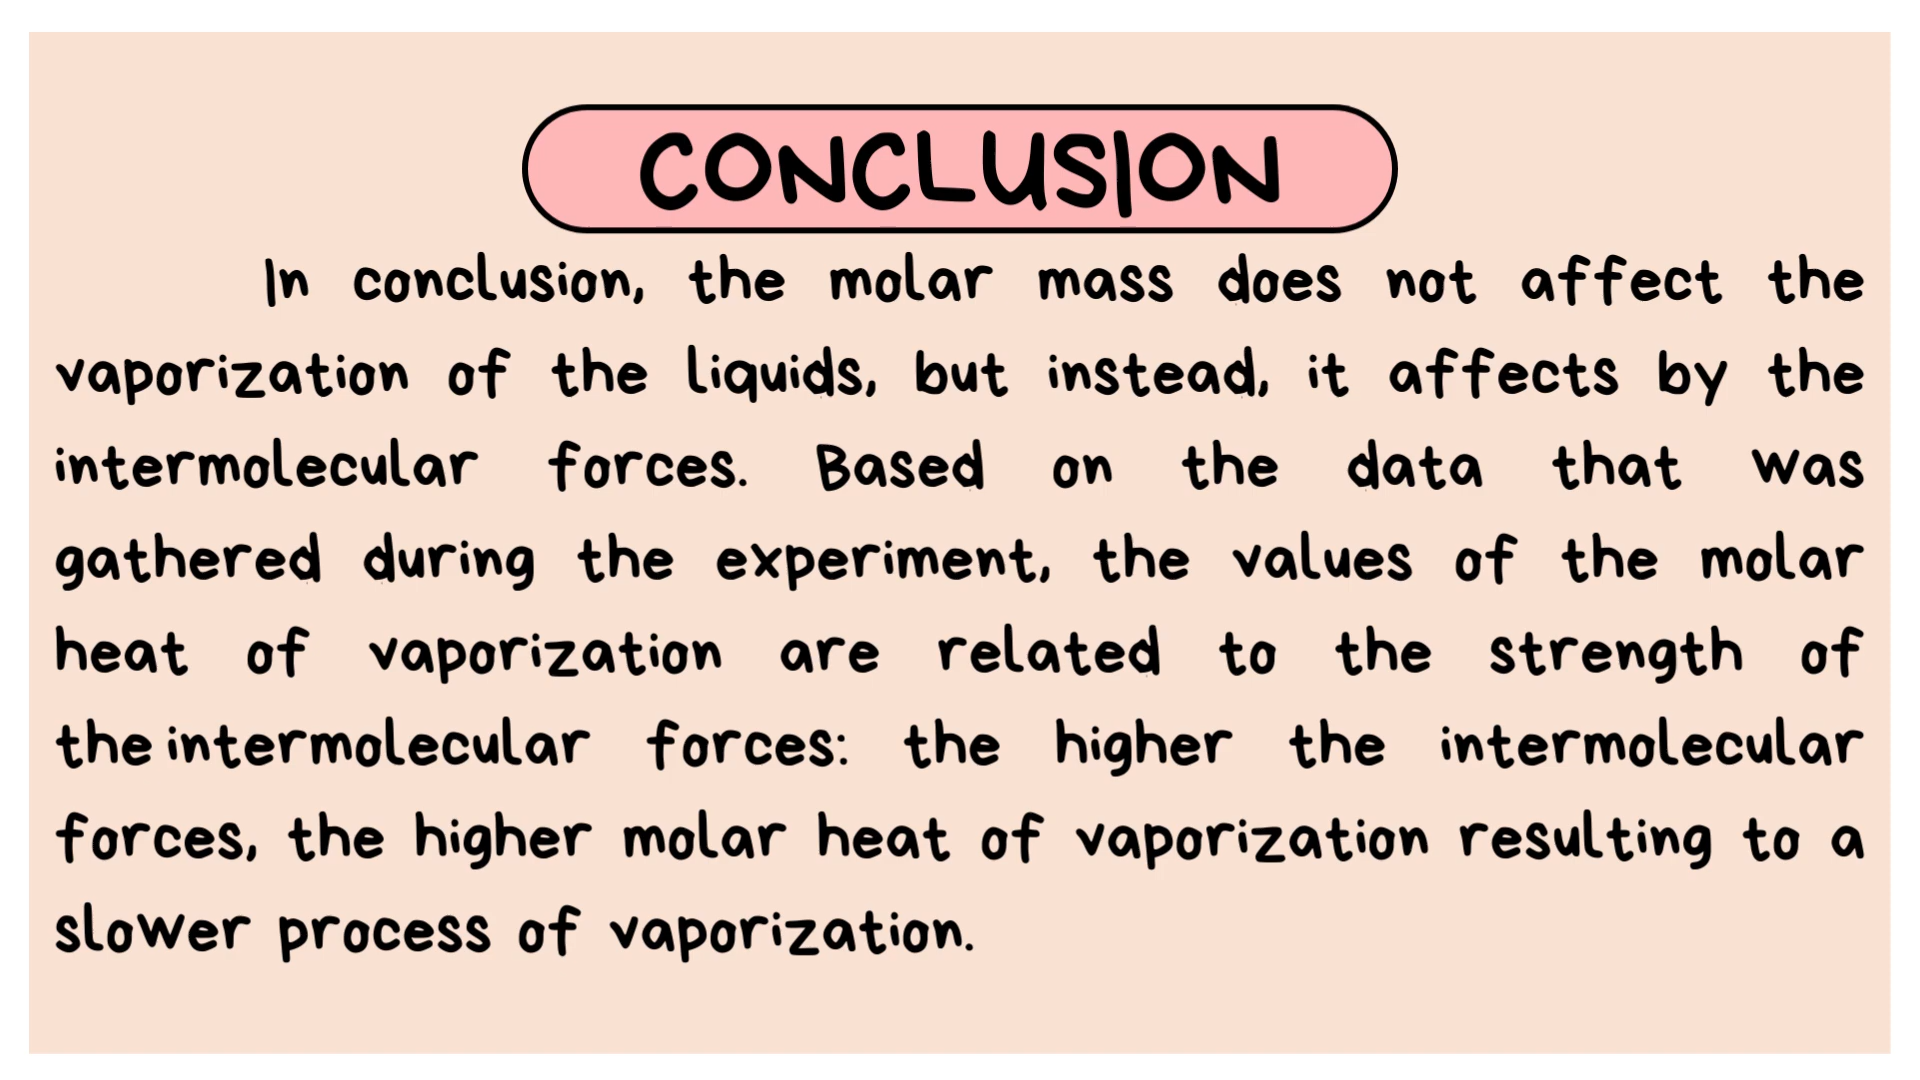 CONCLUSION
In conclusion, the molar mass does not affect the
vaporization of the liquids, but instead, it affects by the
intermolecular forces. Based on the data that was
gathered during the experiment, the values of the molar
heat of vaporization are related to the strength of
the intermolecular forces: the higher the intermolecular
forces, the higher molar heat of vaporization resulting to a
slower process of vaporization.